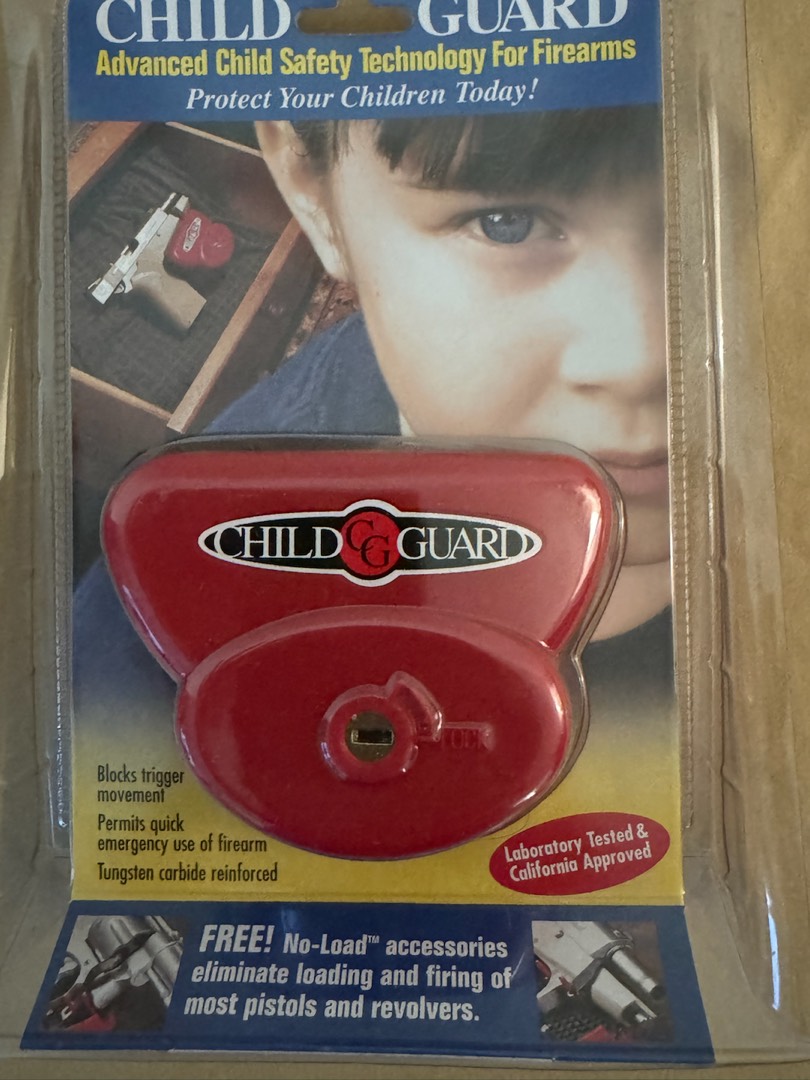 CHILD GUARD
Advanced Child Safety Technology For Firearms
Protect Your Children Today!
CHILD CG GUARD
LOCK
Blocks trigger
movement
Permits quick
emergency use of firearm
Tungsten carbide reinforced
Laboratory Tested &
California Approved
FREE! No-Load™ accessories
eliminate loading and firing of
most pistols and revolvers.